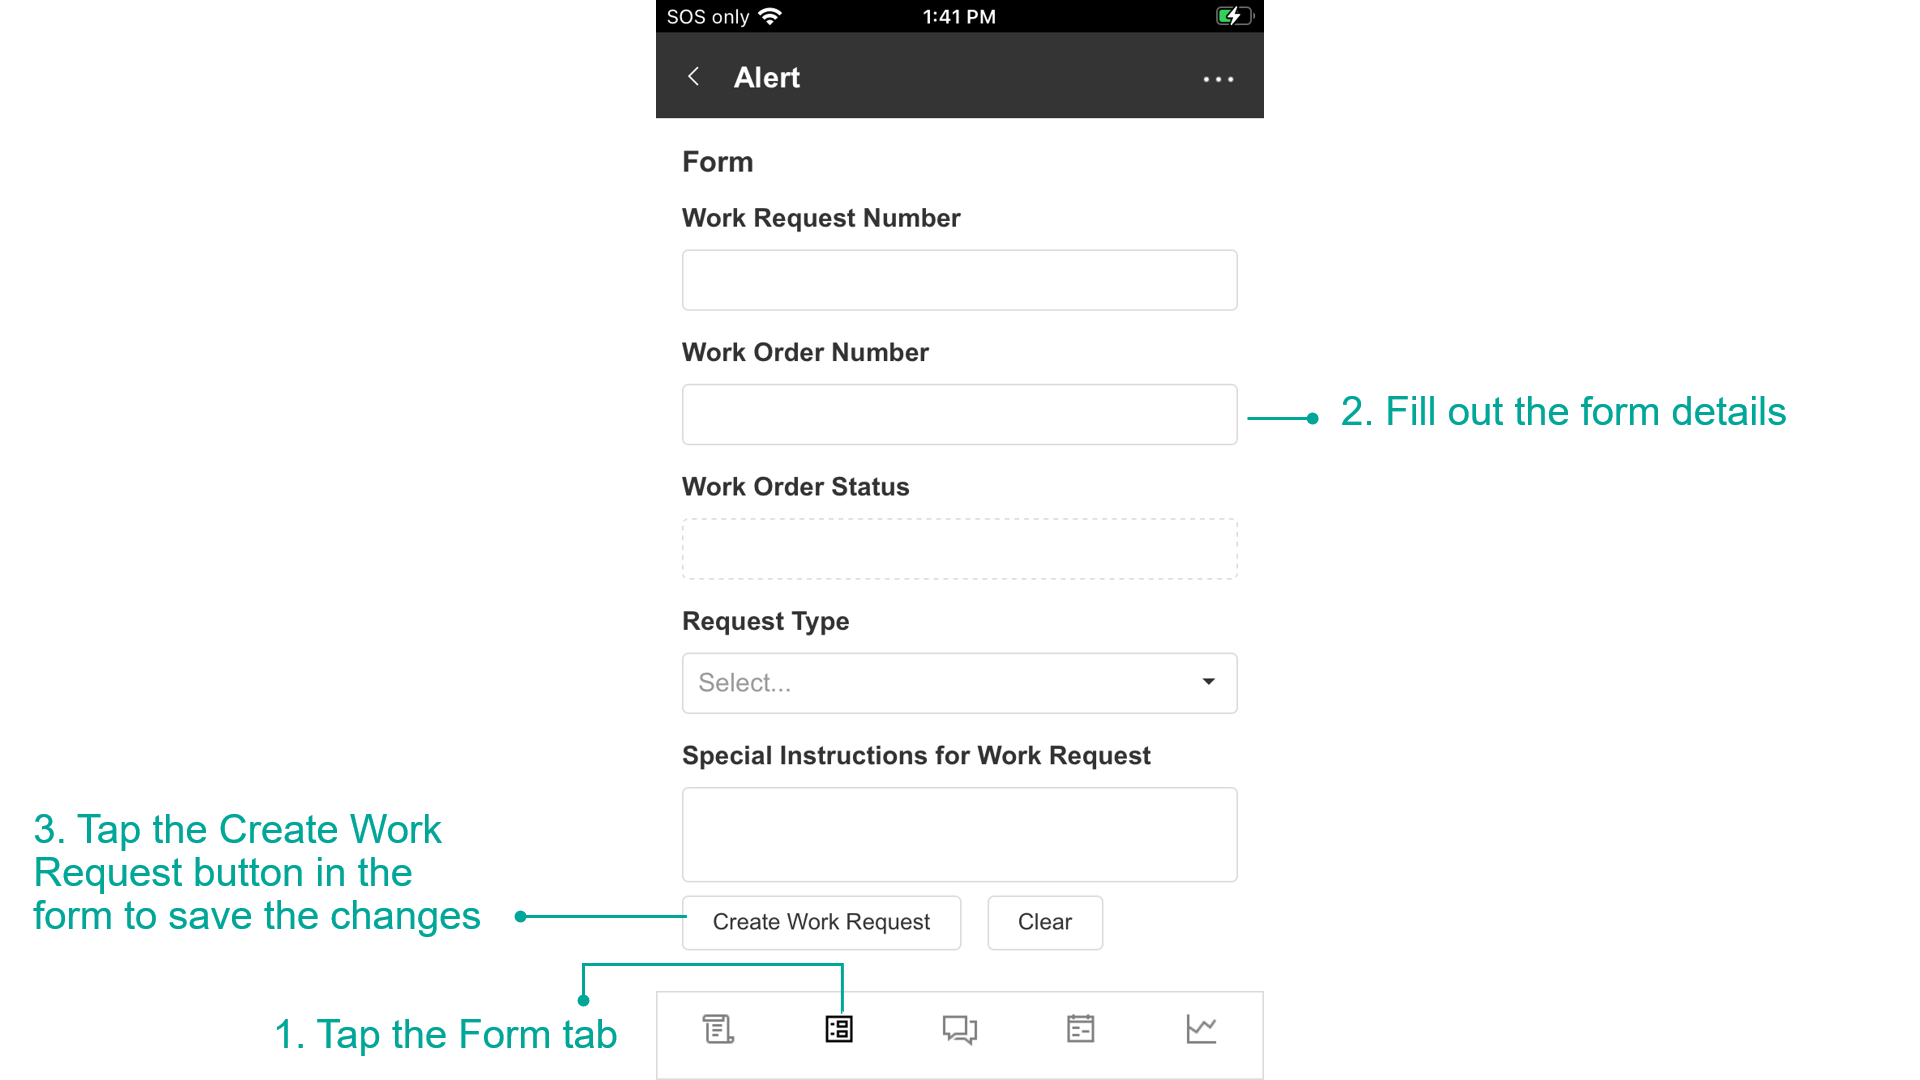 SOS only
1:41 PM
Alert
Form
Work Request Number
Work Order Number
2. Fill out the form details
Work Order Status
Request Type
Select...
Special Instructions for Work Request
3. Tap the Create Work
Request button in the
form to save the changes
Create Work Request
Clear
1. Tap the Form tab